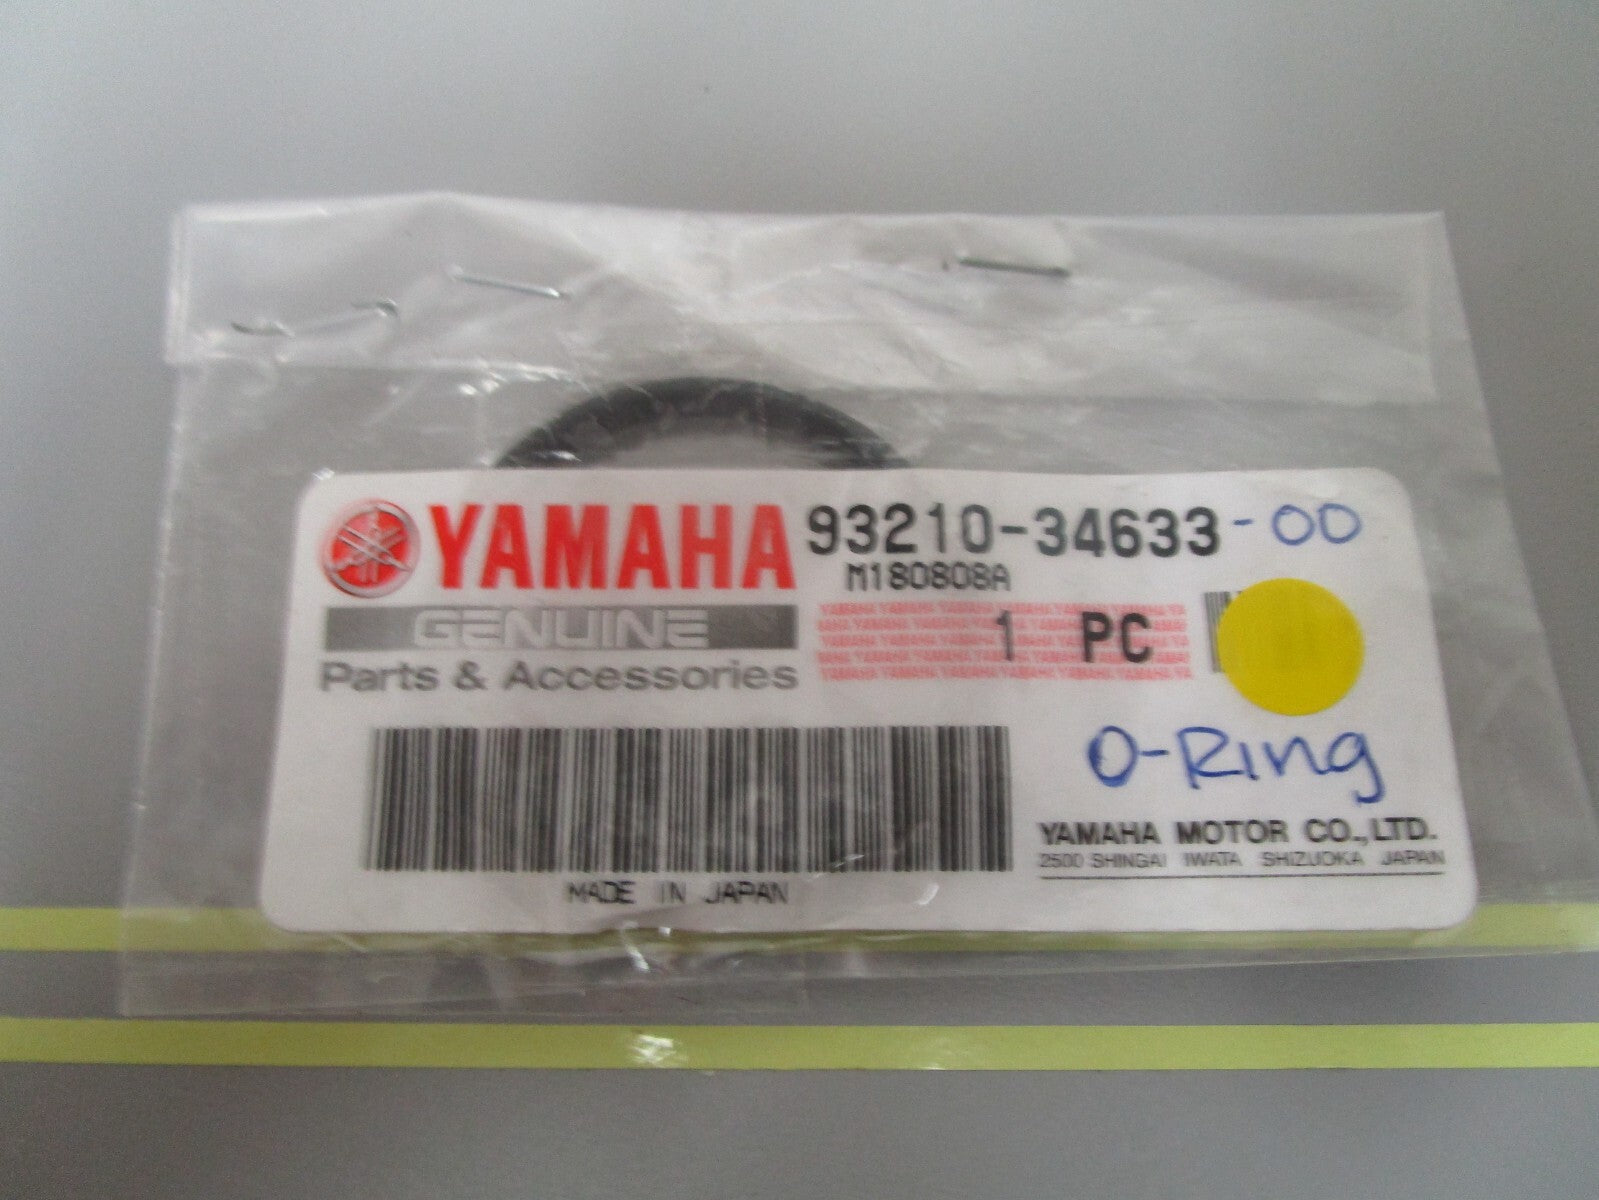 YAMAHA 93210-34633-00
M180808A
GENUINE
1 PC
Parts & Accessories
O-Ring
YAMAHA MOTOR CO.,LTD.
2500 SHINGAI IWATA SHIZUOKA JAPAN
MADE IN JAPAN